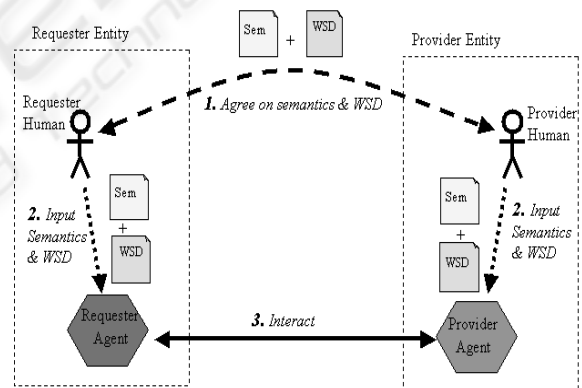 Requester Entity
Sem
+
WSD
Provider Entity
Requester
Human
1. Agree on semantics & WSD
Provider
Human
2. Input
Semantics
& WSD
Sem
+
WSD
Sem
+
WSD
2. Input
Semantics
& WSD
Requester
Agent
3. Interact
Provider
Agent